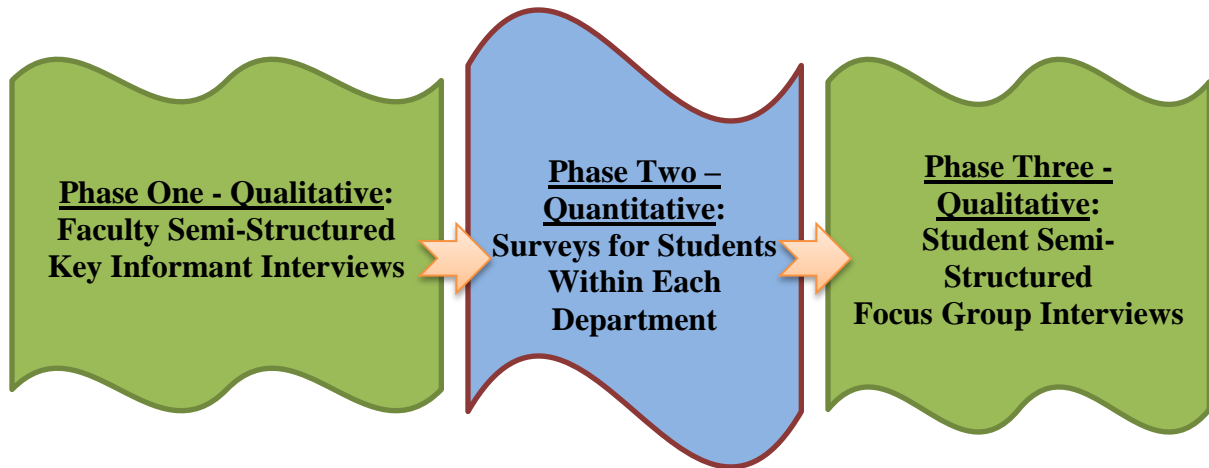 Phase One - Qualitative:
Faculty Semi-Structured
Key Informant Interviews
Phase Two –
Quantitative:
Surveys for Students
Within Each
Department
Phase Three -
Qualitative:
Student Semi-
Structured
Focus Group Interviews